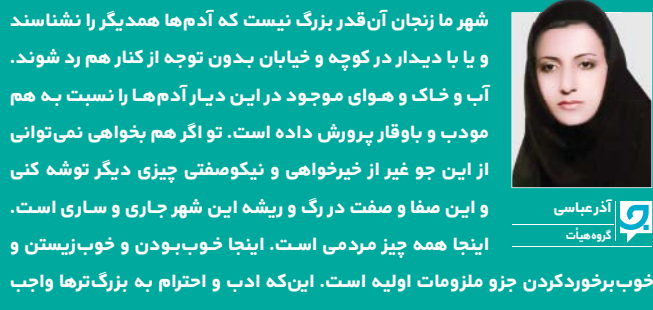 شهر ما زنجان آن‌قدر بزرگ نیست که آدم‌ها همدیگر را نشناسند
و یا با دیدار در کوچه و خیابان بدون توجه از کنار هم رد شوند.
آب و خاک و هوای موجود در این دیار آدم‌ها را نسبت به هم
مودب و باوقار پرورش داده است. تو اگر هم بخواهی نمی‌توانی
از این جو غیر از خیرخواهی و نیکوصفتی چیزی دیگر توشه کنی
و این صفا و صفت در رگ و ریشه این شهر جاری و ساری است.
اینجا همه چیز مردمی است. اینجا خوب‌بودن و خوب‌زیستن و
خوب‌برخوردکردن جزو ملزومات اولیه است. این‌که ادب و احترام به بزرگ‌ترها واجب
آذر عباسی
گروه هیأت